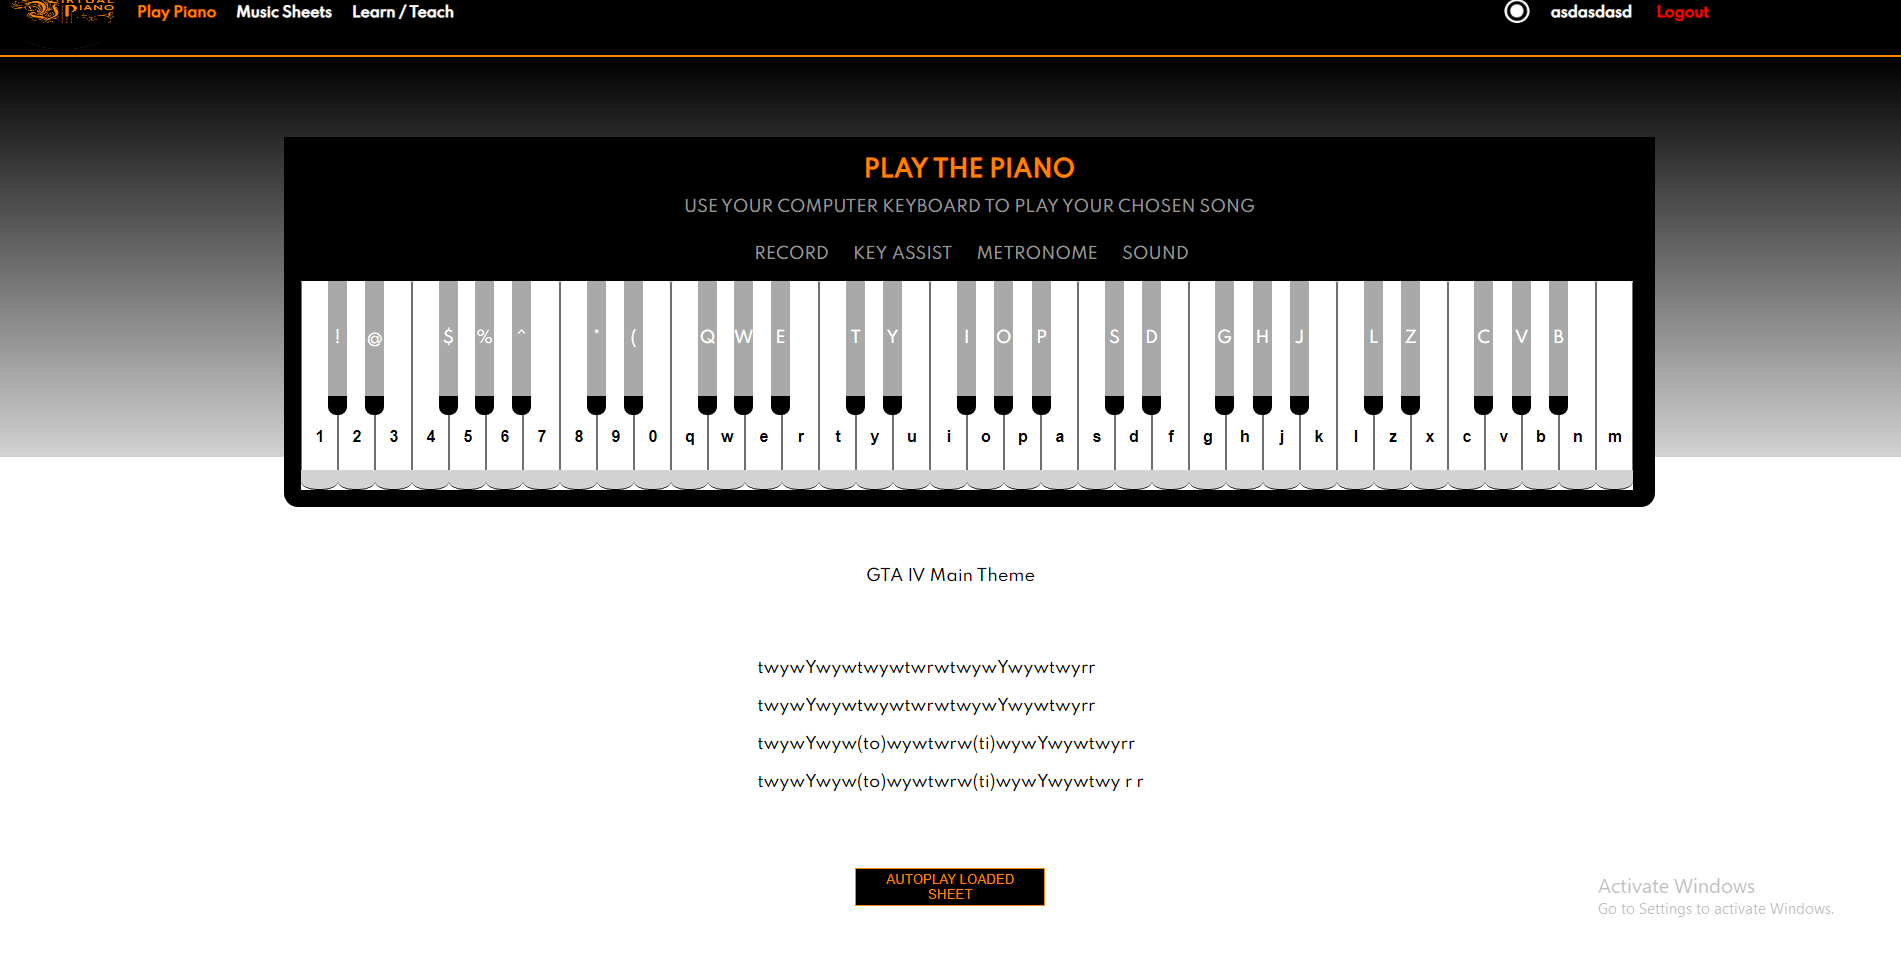 IRTUAL
PIANO
Play Piano Music Sheets Learn / Teach asdasdasd Logout
PLAY THE PIANO
USE YOUR COMPUTER KEYBOARD TO PLAY YOUR CHOSEN SONG
RECORD KEY ASSIST METRONOME SOUND
! @ $ % ^ * ( Q W E T Y I O P S D G H J L Z C V B
1 2 3 4 5 6 7 8 9 0 q w e r t y u i o p a s d f g h j k l z x c v b n m
GTA IV Main Theme
twywYwywtwywtwrwtwywYwywtwyrr
twywYwywtwywtwrwtwywYwywtwyrr
twywYwyw(to)wywtwrw(ti)wywYwywtwyrr
twywYwyw(to)wywtwrw(ti)wywYwywtwy r r
AUTOPLAY LOADED
SHEET
Activate Windows
Go to Settings to activate Windows.